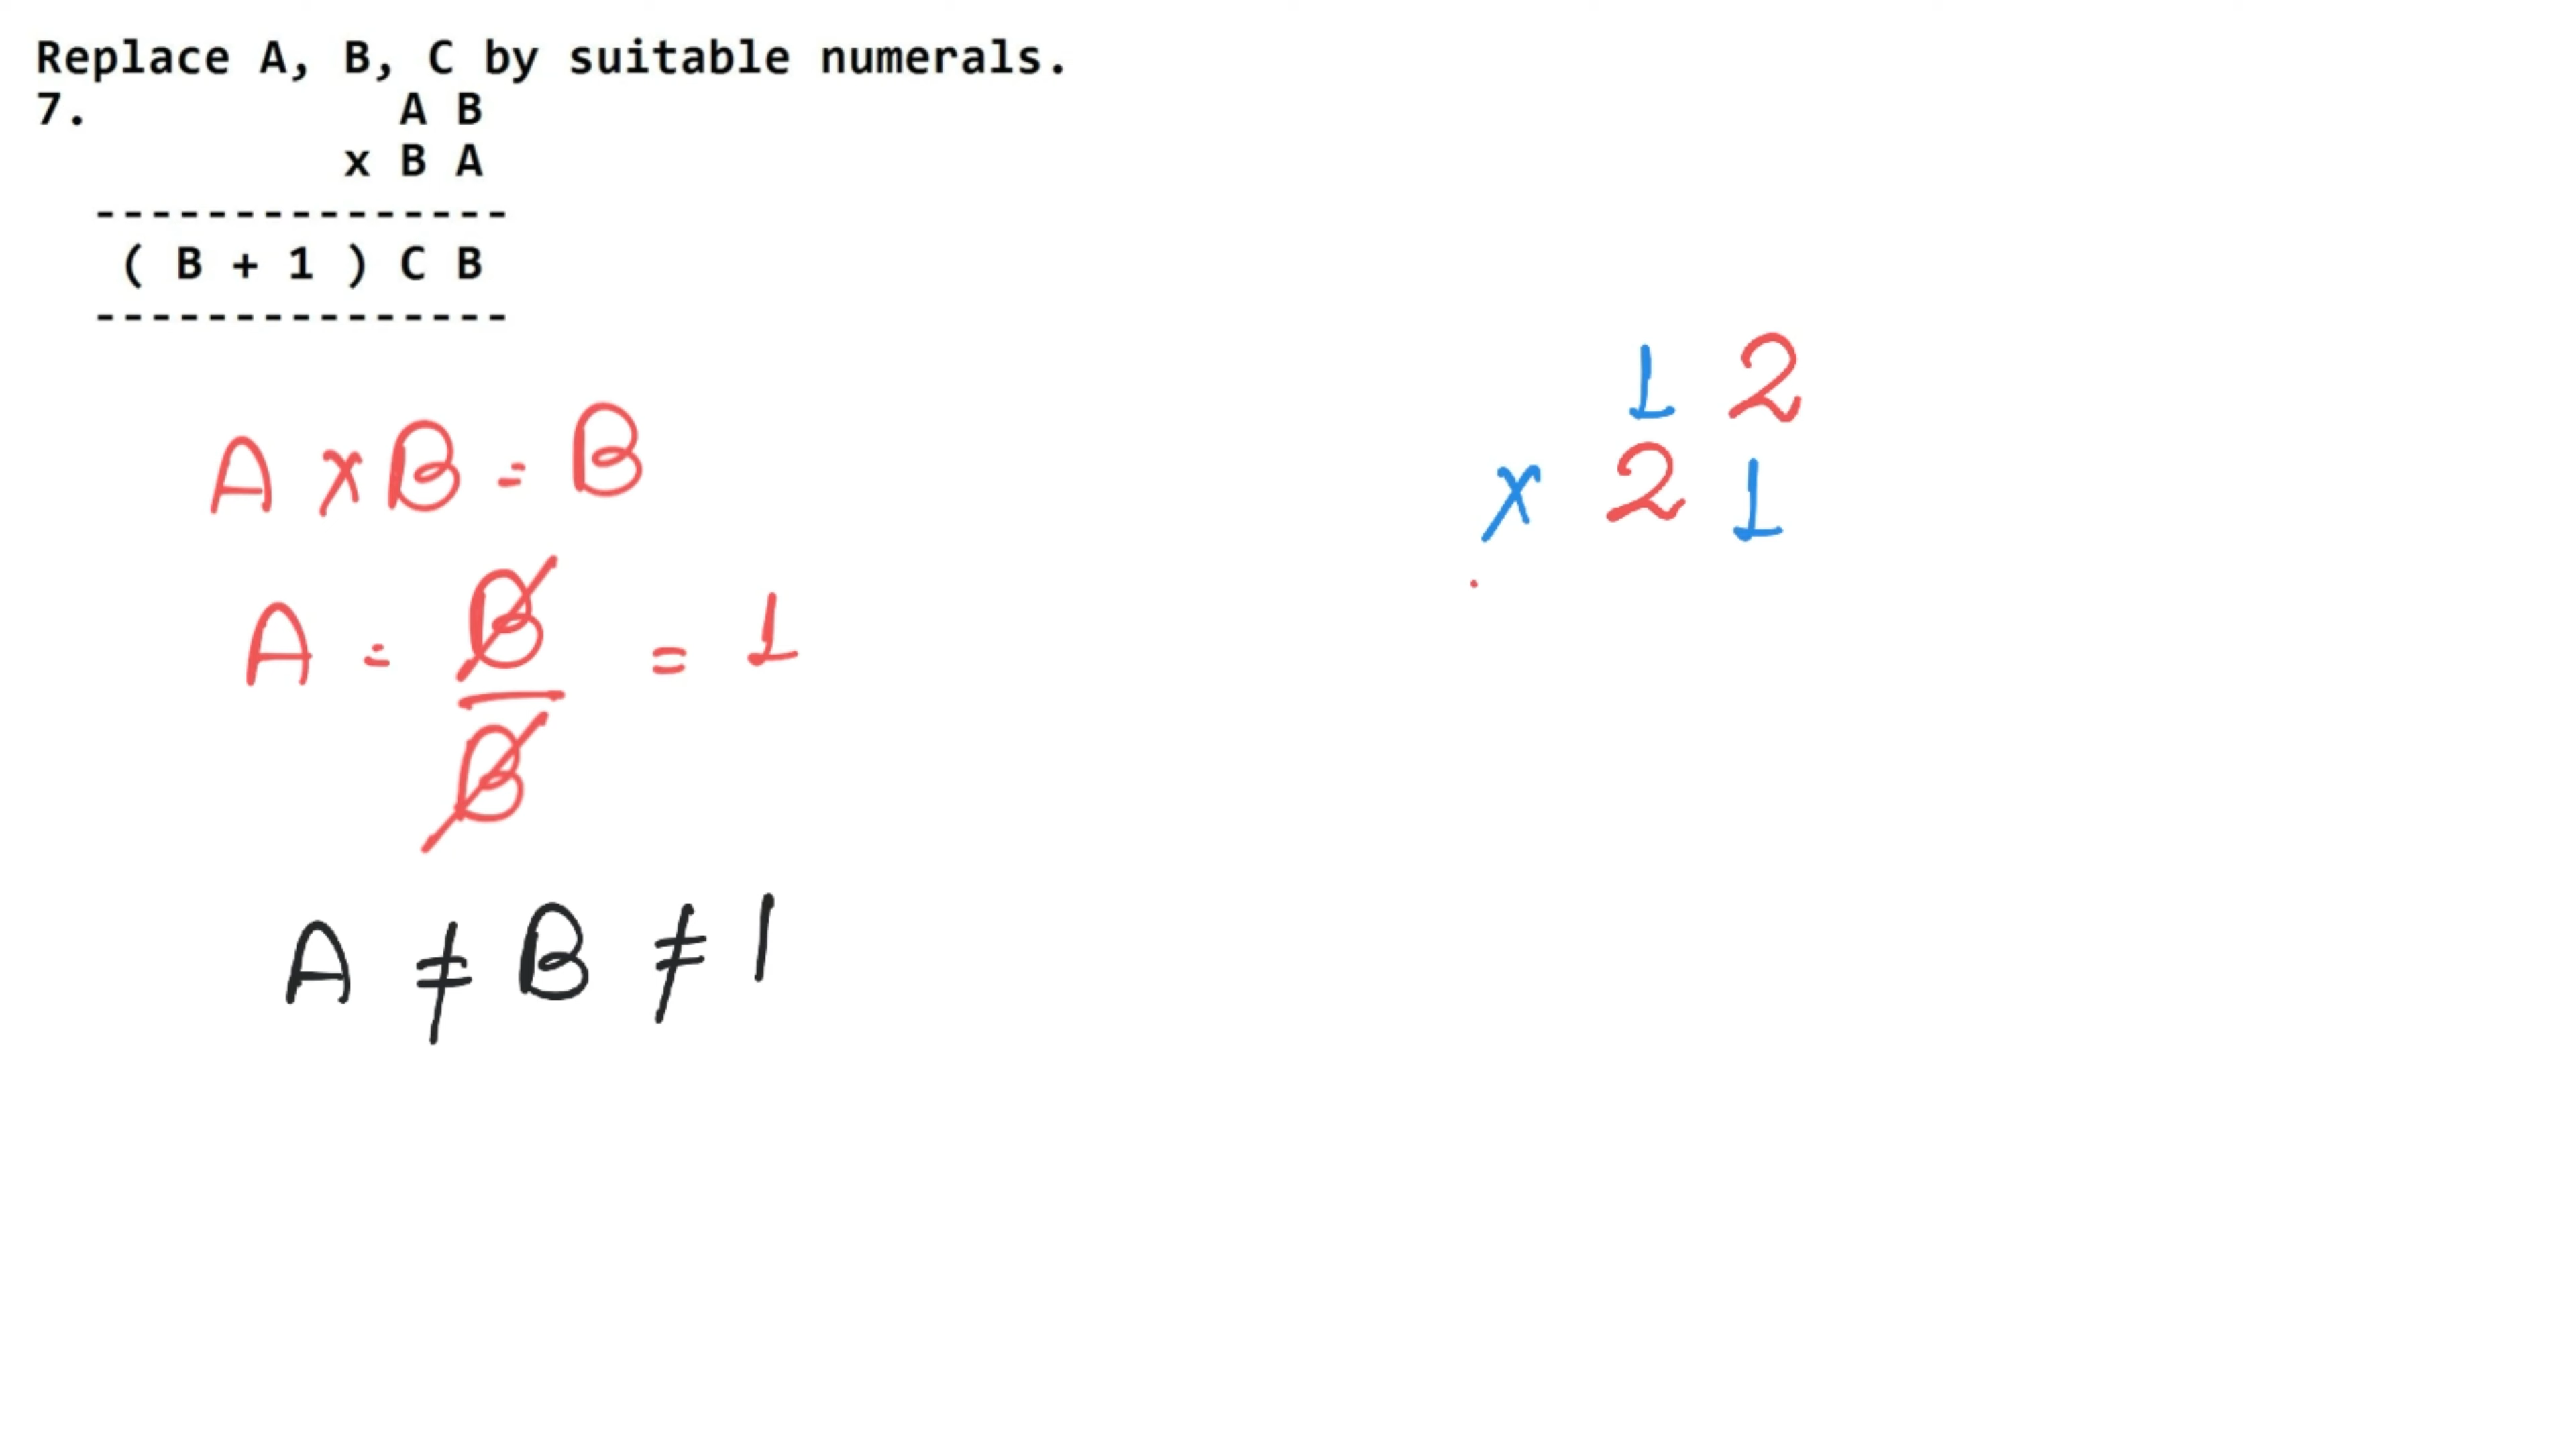 Replace A, B, C by suitable numerals.
7. A B
x B A
---------------
( B + 1 ) C B
---------------
A x B = B
A = B / B = 1
A ≠ B ≠ 1
1 2
x 2 1